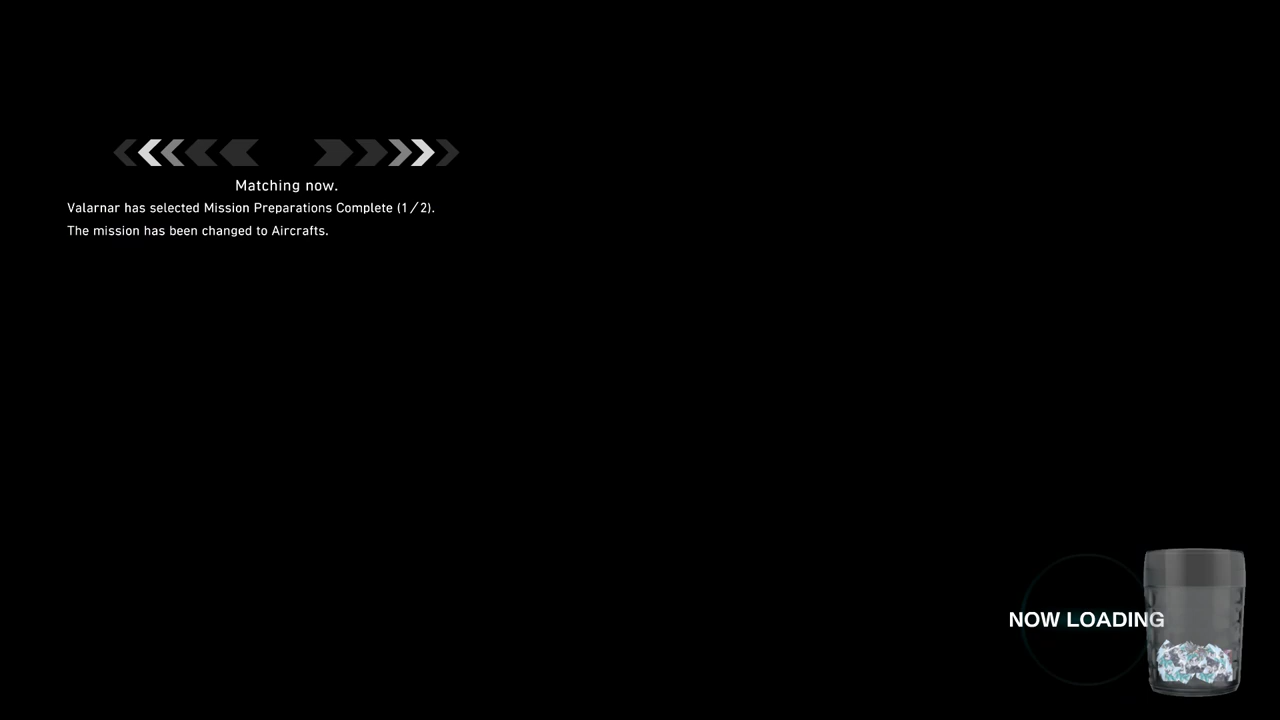 Matching now.
Valarnar has selected Mission Preparations Complete (1/2).
The mission has been changed to Aircrafts.
NOW LOADING